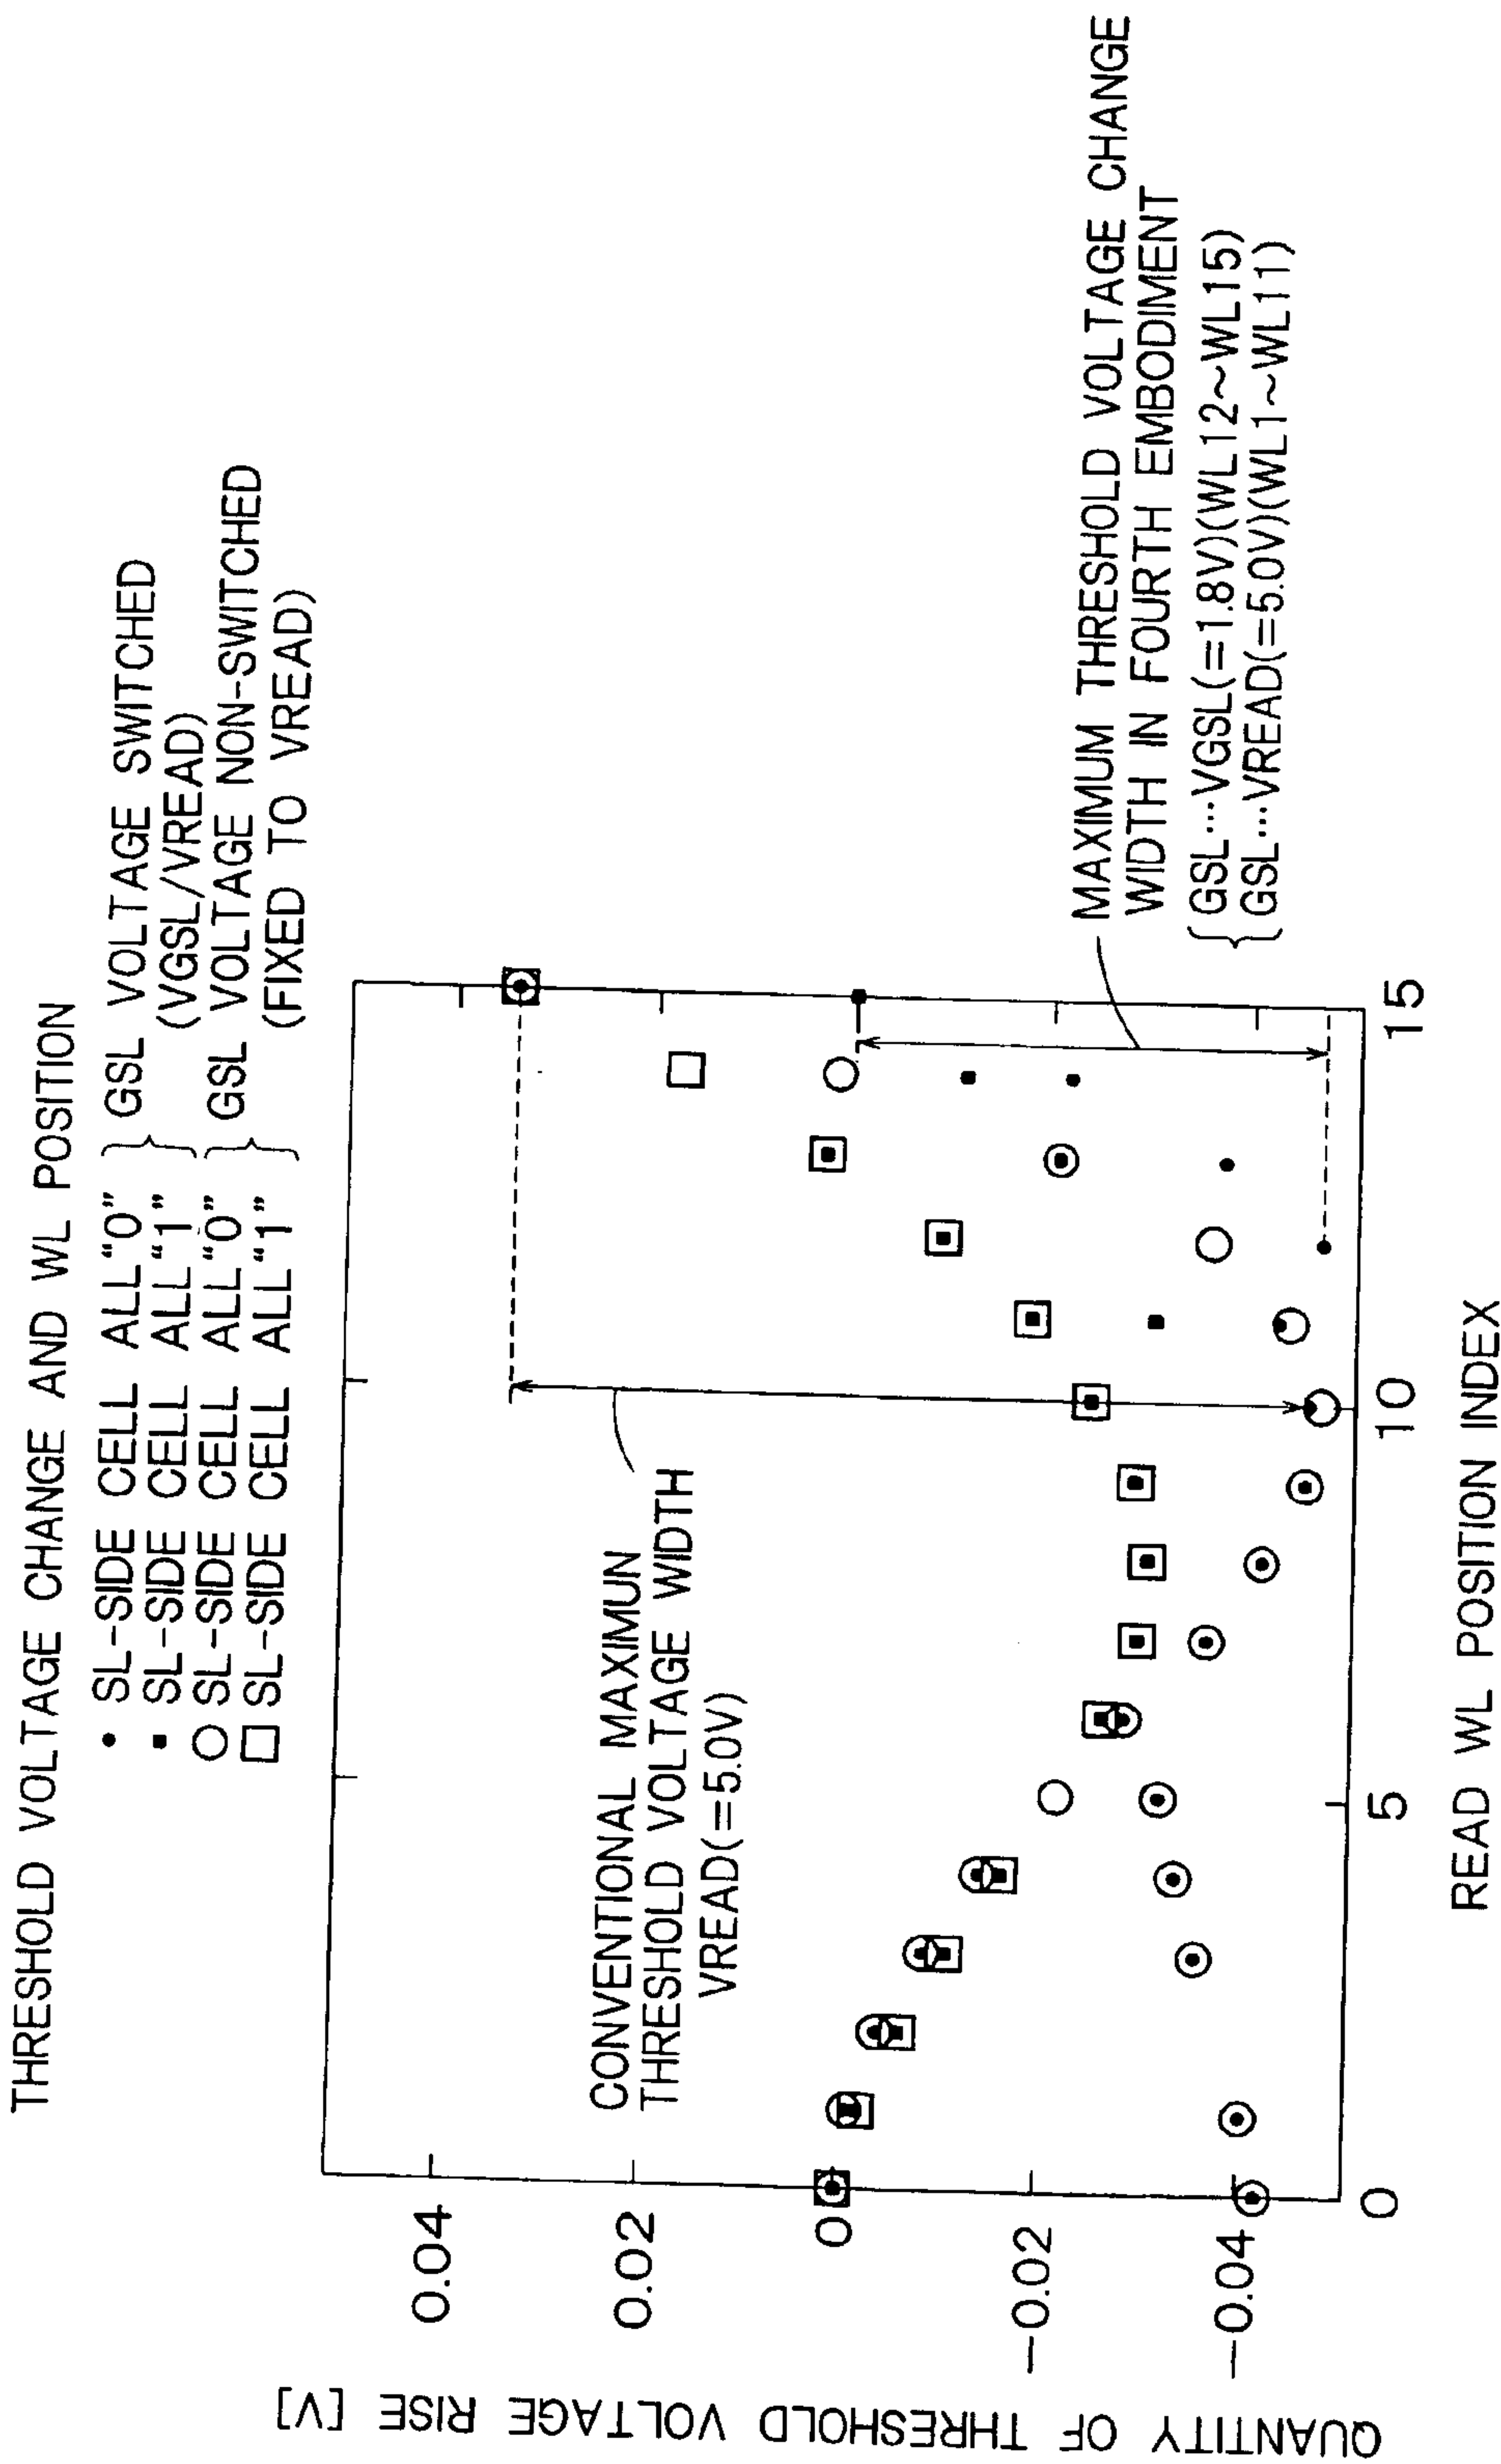 THRESHOLD VOLTAGE CHANGE AND WL POSITION
• SL-SIDE CELL ALL“0”
▪ SL-SIDE CELL ALL“1”
GSL VOLTAGE SWITCHED
(VGSL/VREAD)
○ SL-SIDE CELL ALL“0”
□ SL-SIDE CELL ALL“1”
GSL VOLTAGE NON-SWITCHED
(FIXED TO VREAD)
QUANTITY OF THRESHOLD VOLTAGE RISE [V]
0.04
0.02
0
-0.02
-0.04
CONVENTIONAL MAXIMUN
THRESHOLD VOLTAGE WIDTH
VREAD(=5.0V)
MAXIMUM THRESHOLD VOLTAGE CHANGE
WIDTH IN FOURTH EMBODIMENT
GSL···VGSL(=1.8V)(WL12~WL15)
GSL···VREAD(=5.0V)(WL1~WL11)
0
5
10
15
READ WL POSITION INDEX